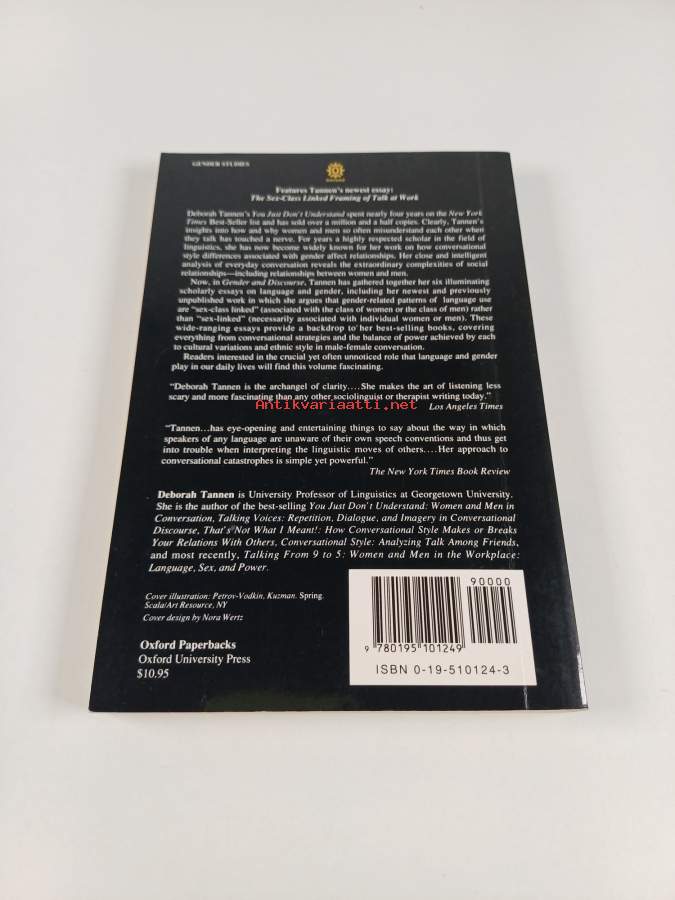 GENDER STUDIES
Features Tannen's newest essay:
The Sex-Class Linked Framing of Talk at Work
Deborah Tannen's You Just Don't Understand spent nearly four years on the New York
Times Best-Seller list and has sold over a million and a half copies. Clearly, Tannen's
insights into how and why women and men so often misunderstand each other when
they talk has touched a nerve. For years a highly respected scholar in the field of
linguistics, she has now become widely known for her work on how conversational
style differences associated with gender affect relationships. Her close and intelligent
analysis of everyday conversation reveals the extraordinary complexities of social
relationships—including relationships between women and men.
Now, in Gender and Discourse, Tannen has gathered together her six illuminating
scholarly essays on language and gender, including her newest and previously
unpublished work in which she argues that gender-related patterns of language use
are "sex-class linked" (associated with the class of women or the class of men) rather
than "sex-linked" (necessarily associated with individual women or men). These
wide-ranging essays provide a backdrop to her best-selling books, covering
everything from conversational strategies and the balance of power achieved by each
to cultural variations and ethnic style in male-female conversation.
Readers interested in the crucial yet often unnoticed role that language and gender
play in our daily lives will find this volume fascinating.
"Deborah Tannen is the archangel of clarity....She makes the art of listening less
scary and more fascinating than any other sociolinguist or therapist writing today."
Antikvariaatti.net
Los Angeles Times
"Tannen...has eye-opening and entertaining things to say about the way in which
speakers of any language are unaware of their own speech conventions and thus get
into trouble when interpreting the linguistic moves of others....Her approach to
conversational catastrophes is simple yet powerful."
The New York Times Book Review
Deborah Tannen is University Professor of Linguistics at Georgetown University.
She is the author of the best-selling You Just Don't Understand: Women and Men in
Conversation, Talking Voices: Repetition, Dialogue, and Imagery in Conversational
Discourse, That's Not What I Meant!: How Conversational Style Makes or Breaks
Your Relations With Others, Conversational Style: Analyzing Talk Among Friends,
and most recently, Talking From 9 to 5: Women and Men in the Workplace:
Language, Sex, and Power.
Cover illustration: Petrov-Vodkin, Kuzman. Spring.
Scala/Art Resource, NY
Cover design by Nora Wertz
Oxford Paperbacks
Oxford University Press
$10.95
90000
9 780195 101249
ISBN 0-19-510124-3